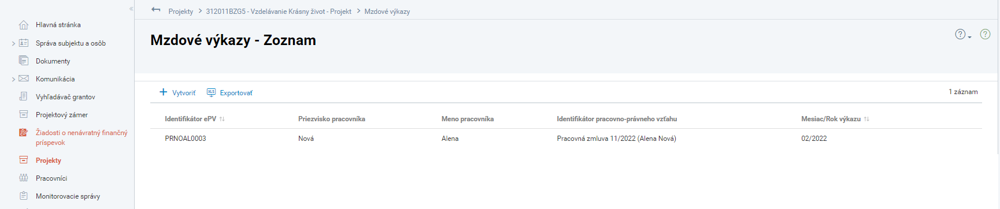 Hlavná stránka
Správa subjektu a osôb
Dokumenty
Komunikácia
Vyhľadávač grantov
Projektový zámer
Žiadosti o nenávratný finančný
príspevok
Projekty
Pracovníci
Monitorovacie správy
Projekty > 312011BZG5 - Vzdelávanie Krásny život - Projekt > Mzdové výkazy
Mzdové výkazy - Zoznam
Vytvoriť XLS Exportovať 1 záznam
Identifikátor ePV Priezvisko pracovníka Meno pracovníka Identifikátor pracovno-právneho vzťahu Mesiac/Rok výkazu
PRNOAL0003 Nová Alena Pracovná zmluva 11/2022 (Alena Nová) 02/2022